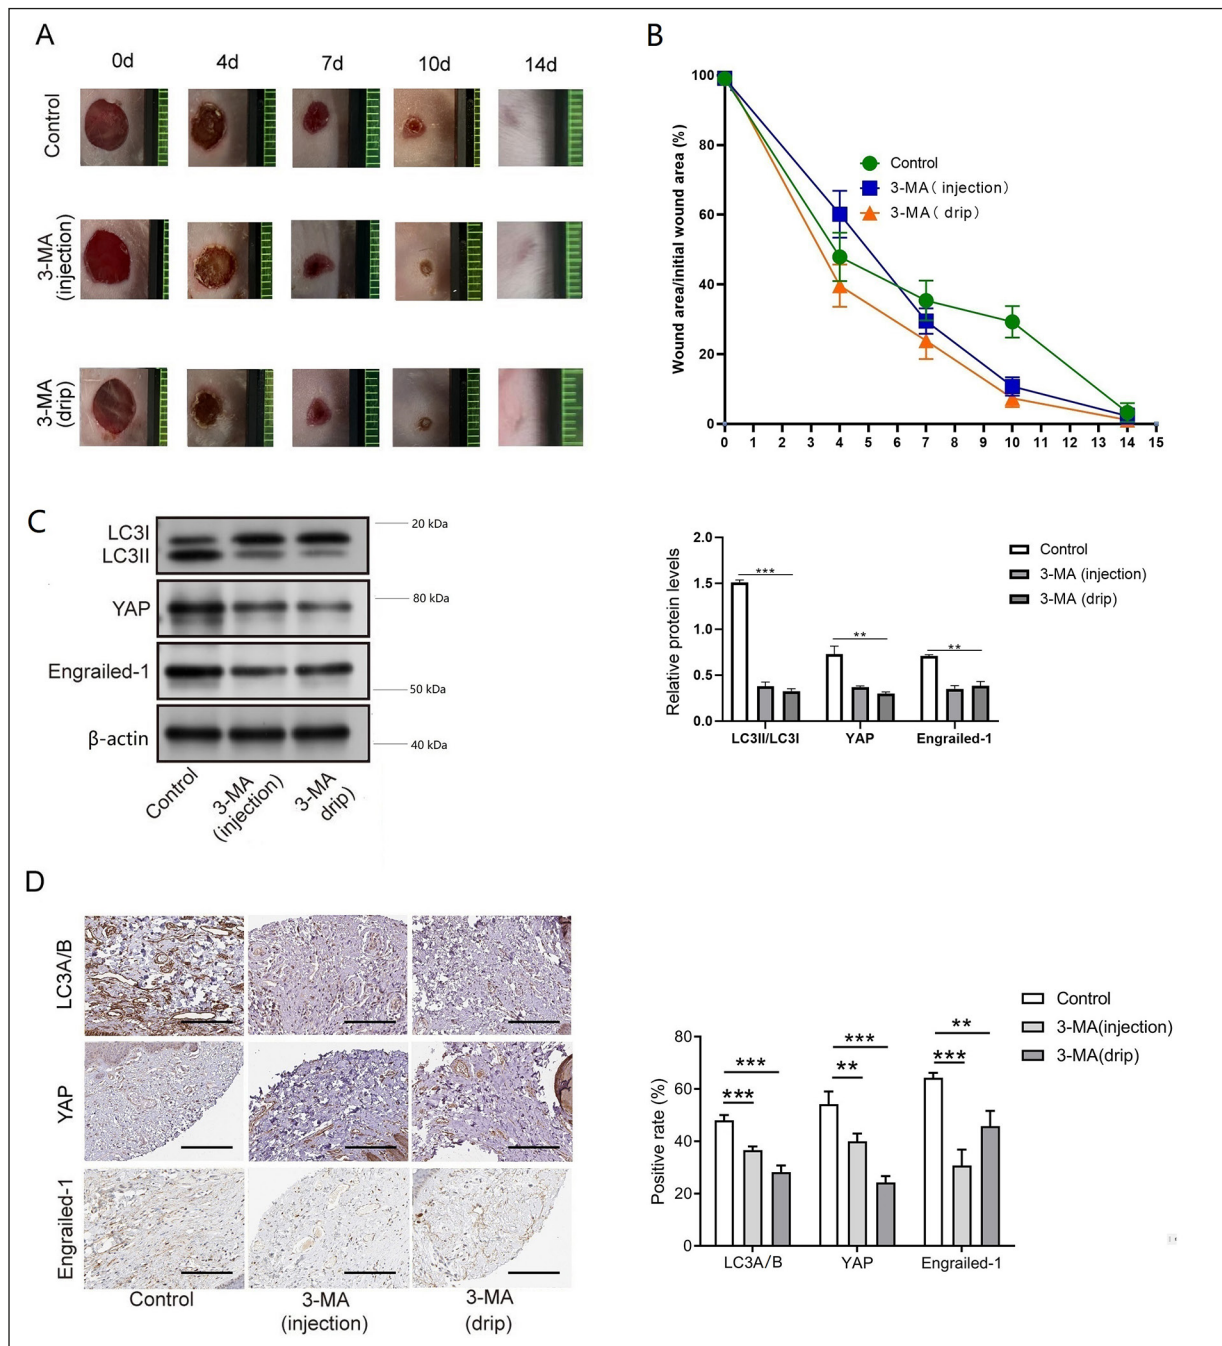 A
0d 4d 7d 10d 14d
Control
3-MA
(injection)
3-MA
(drip)
B
Wound area/initial wound area (%)
100
80
60
40
20
0
0 1 2 3 4 5 6 7 8 9 10 11 12 13 14 15
Control
3-MA( injection)
3-MA( drip)
C
LC3I
LC3II
YAP
Engrailed-1
β-actin
20 kDa
80 kDa
50 kDa
40 kDa
Control
3-MA
(injection)
3-MA
drip)
Relative protein levels
2.0
1.5
1.0
0.5
0.0
***
**
**
LC3II/LC3I YAP Engrailed-1
Control
3-MA (injection)
3-MA (drip)
D
LC3A/B
YAP
Engrailed-1
Control
3-MA
(injection)
3-MA
(drip)
Positive rate (%)
80
60
40
20
0
***
***
***
**
**
***
LC3A/B YAP Engrailed-1
Control
3-MA(injection)
3-MA(drip)